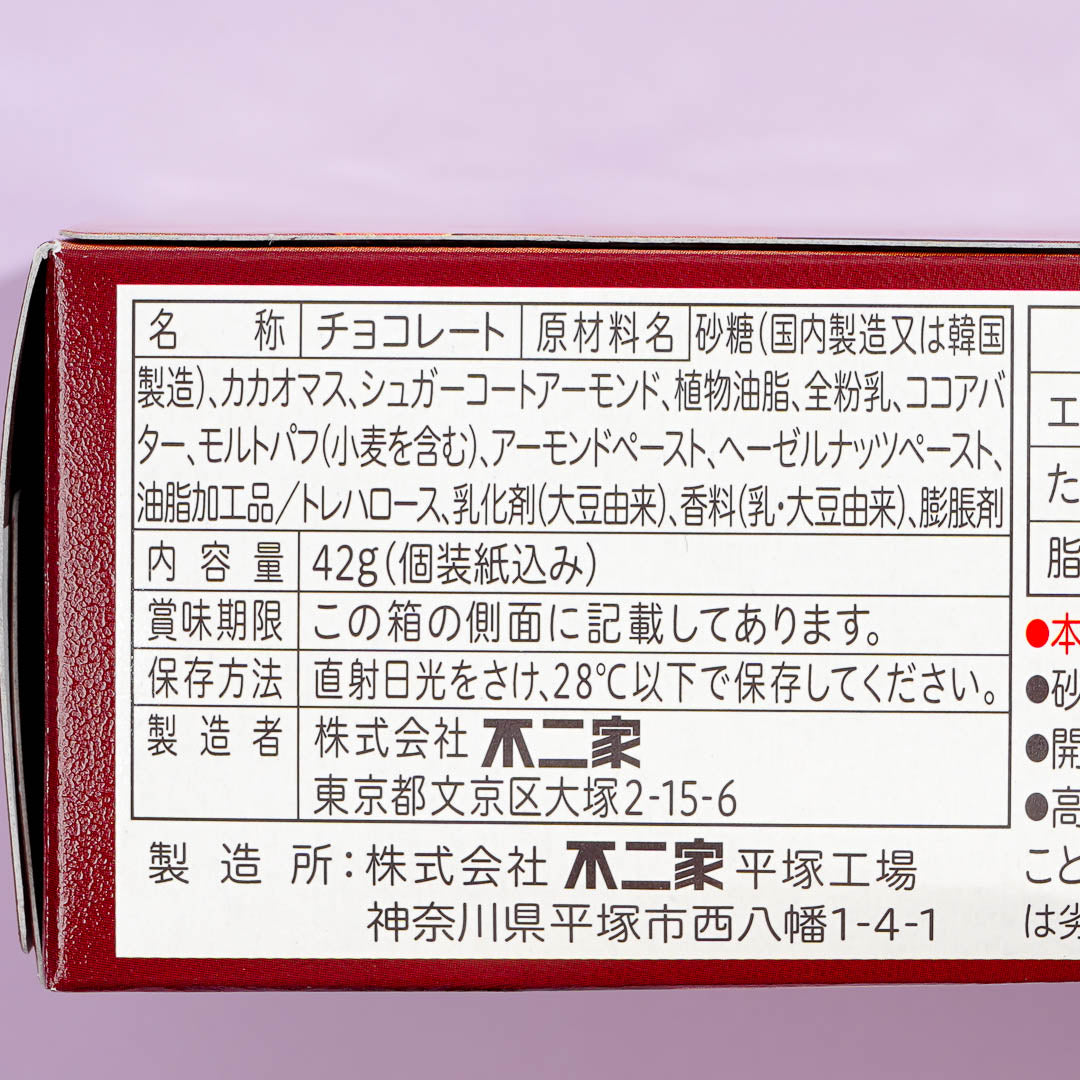 名称 チョコレート 原材料名 砂糖(国内製造又は韓国
製造)、カカオマス、シュガーコートアーモンド、植物油脂、全粉乳、ココアバ
ター、モルトパフ(小麦を含む)、アーモンドペースト、ヘーゼルナッツペースト、
油脂加工品/トレハロース、乳化剤(大豆由来)、香料(乳・大豆由来)、膨脹剤
内容量 42g(個装紙込み)
賞味期限 この箱の側面に記載してあります。
保存方法 直射日光をさけ、28℃以下で保存してください。
製造者 株式会社 不二家
東京都文京区大塚2-15-6
製造所:株式会社 不二家 平塚工場
神奈川県平塚市西八幡1-4-1
エ
た
脂
●本
●砂
●開
●高
こと
は劣